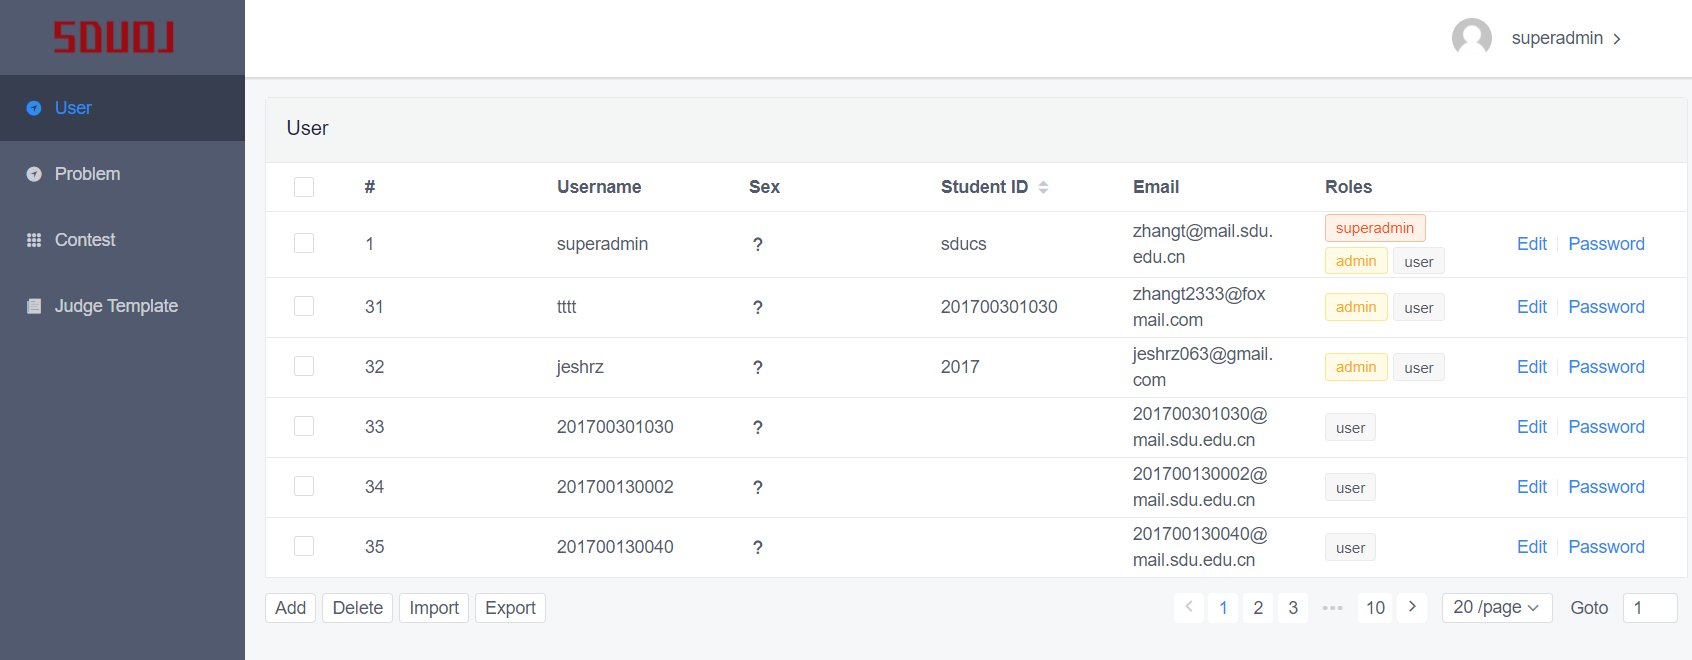 SDUOJ
superadmin
User
Problem
Contest
Judge Template
User
# Username Sex Student ID Email Roles
1 superadmin ? sducs zhangt@mail.sdu.
edu.cn superadmin
admin user Edit Password
31 tttt ? 201700301030 zhangt2333@fox
mail.com admin user Edit Password
32 jeshrz ? 2017 jeshrz063@gmail.
com admin user Edit Password
33 201700301030 ? 201700301030@
mail.sdu.edu.cn user Edit Password
34 201700130002 ? 201700130002@
mail.sdu.edu.cn user Edit Password
35 201700130040 ? 201700130040@
mail.sdu.edu.cn user Edit Password
Add Delete Import Export 1 2 3 ••• 10 20 /page Goto 1